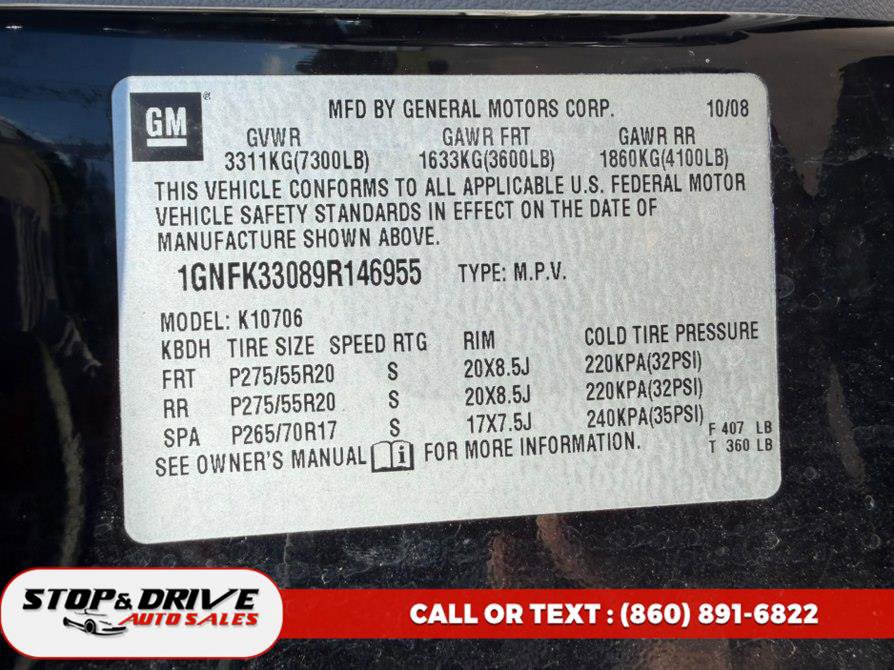 GM ® MFD BY GENERAL MOTORS CORP. 10/08
GVWR GAWR FRT GAWR RR
3311KG(7300LB) 1633KG(3600LB) 1860KG(4100LB)
THIS VEHICLE CONFORMS TO ALL APPLICABLE U.S. FEDERAL MOTOR
VEHICLE SAFETY STANDARDS IN EFFECT ON THE DATE OF
MANUFACTURE SHOWN ABOVE.
1GNFK33089R146955 TYPE: M.P.V.
MODEL: K10706
KBDH TIRE SIZE SPEED RTG RIM COLD TIRE PRESSURE
FRT P275/55R20 S 20X8.5J 220KPA(32PSI)
RR P275/55R20 S 20X8.5J 220KPA(32PSI)
SPA P265/70R17 S 17X7.5J 240KPA(35PSI) F 407 LB
SEE OWNER'S MANUAL i FOR MORE INFORMATION. T 360 LB
STOP & DRIVE
AUTO SALES
CALL OR TEXT : (860) 891-6822